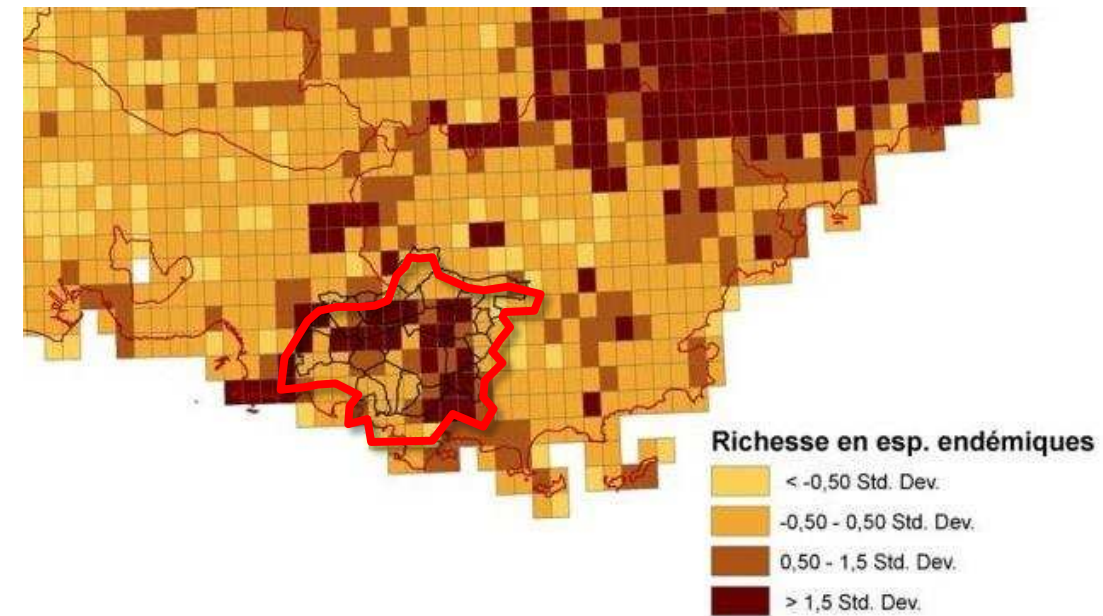 Richesse en esp. endémiques
< -0,50 Std. Dev.
-0,50 - 0,50 Std. Dev.
0,50 - 1,5 Std. Dev.
> 1,5 Std. Dev.